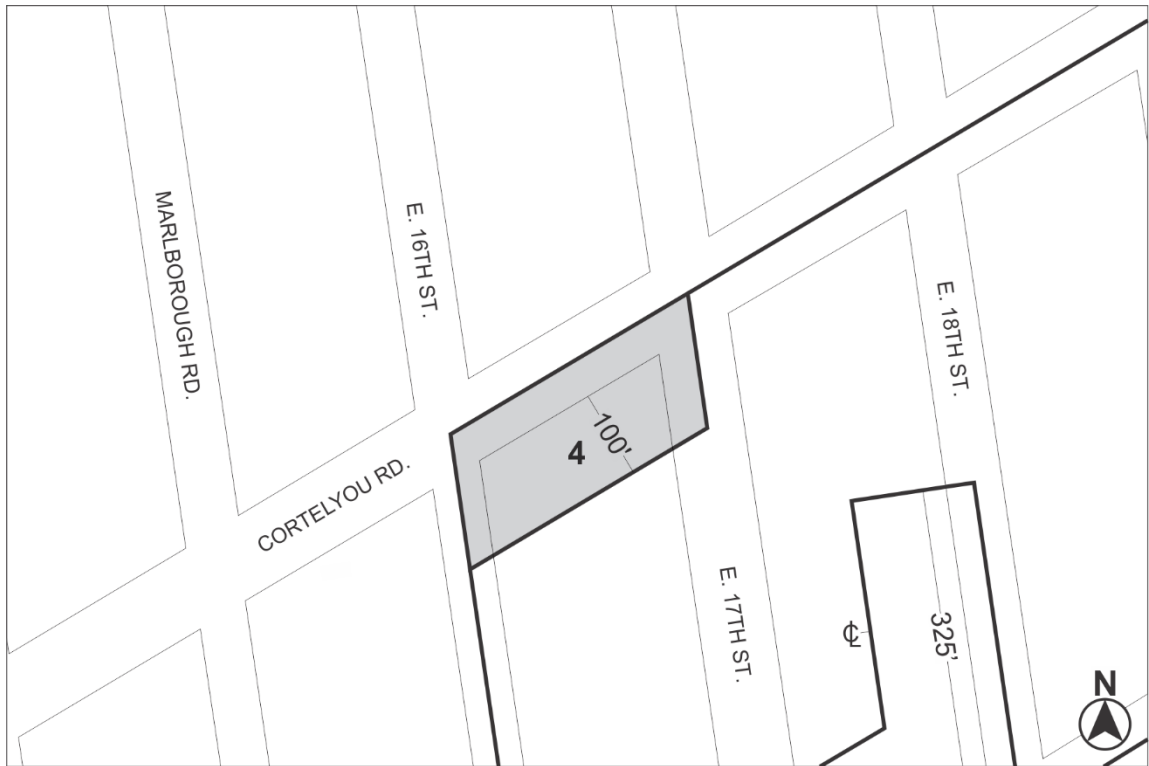 MARLBOROUGH RD.
E. 16TH ST.
E. 18TH ST.
CORTELYOU RD.
4
100'
E. 17TH ST.
℄
325'
N